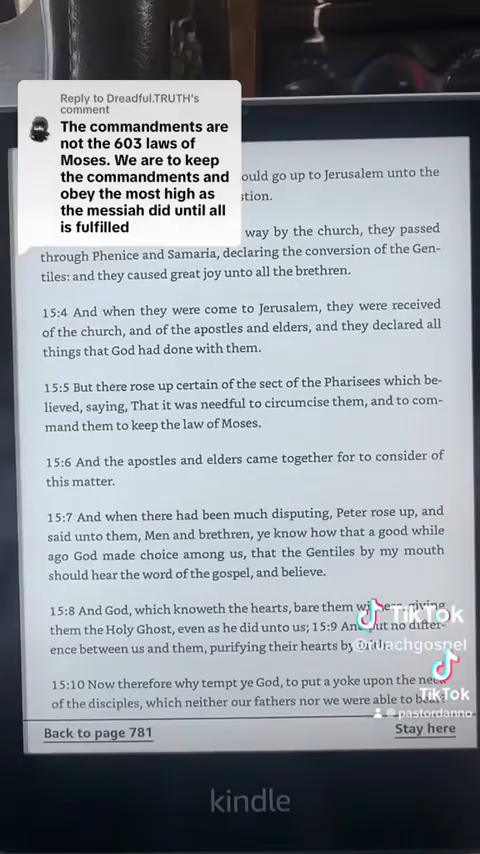 Reply to Dreadful.TRUTH's
comment
The commandments are
not the 603 laws of
Moses. We are to keep
the commandments and
obey the most high as
the messiah did until all
is fulfilled
ould go up to Jerusalem unto the
stion.
way by the church, they passed
through Phenice and Samaria, declaring the conversion of the Gen-
tiles: and they caused great joy unto all the brethren.
15:4 And when they were come to Jerusalem, they were received
of the church, and of the apostles and elders, and they declared all
things that God had done with them.
15:5 But there rose up certain of the sect of the Pharisees which be-
lieved, saying, That it was needful to circumcise them, and to com-
mand them to keep the law of Moses.
15:6 And the apostles and elders came together for to consider of
this matter.
15:7 And when there had been much disputing, Peter rose up, and
said unto them, Men and brethren, ye know how that a good while
ago God made choice among us, that the Gentiles by my mouth
should hear the word of the gospel, and believe.
15:8 And God, which knoweth the hearts, bare them giving
them the Holy Ghost, even as he did unto us; 15:9 put no differ-
ence between us and them, purifying their hearts by
15:10 Now therefore why tempt ye God, to put a yoke upon the
of the disciples, which neither our fathers nor we were able to
TikTok
TikTok
@pastordanno
Back to page 781
Stay here
kindle